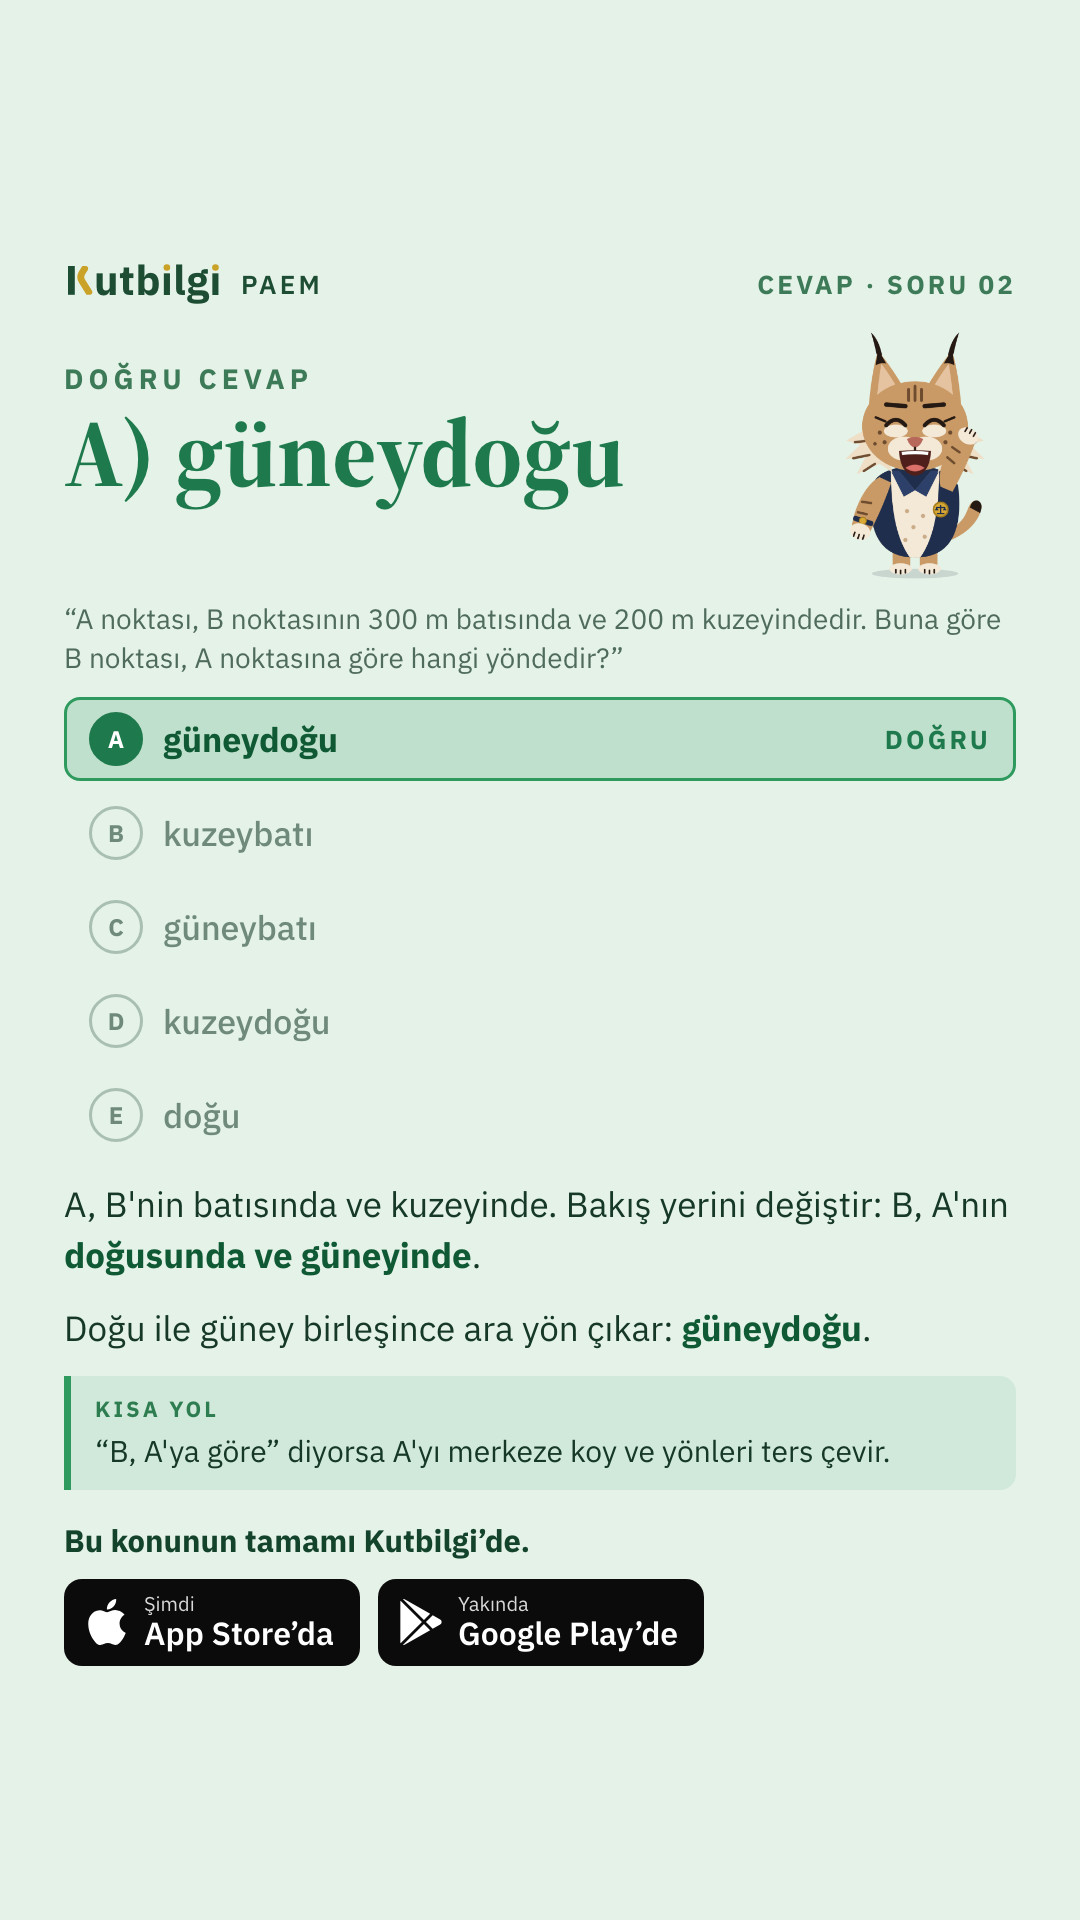 Kutbilgi PAEM
CEVAP · SORU 02
DOĞRU CEVAP
A) güneydoğu
“A noktası, B noktasının 300 m batısında ve 200 m kuzeyindedir. Buna göre
B noktası, A noktasına göre hangi yöndedir?”
A güneydoğu DOĞRU
B kuzeybatı
C güneybatı
D kuzeydoğu
E doğu
A, B'nin batısında ve kuzeyinde. Bakış yerini değiştir: B, A'nın
doğusunda ve güneyinde.
Doğu ile güney birleşince ara yön çıkar: güneydoğu.
KISA YOL
“B, A'ya göre” diyorsa A'yı merkeze koy ve yönleri ters çevir.
Bu konunun tamamı Kutbilgi’de.
Şimdi
App Store’da
Yakında
Google Play’de